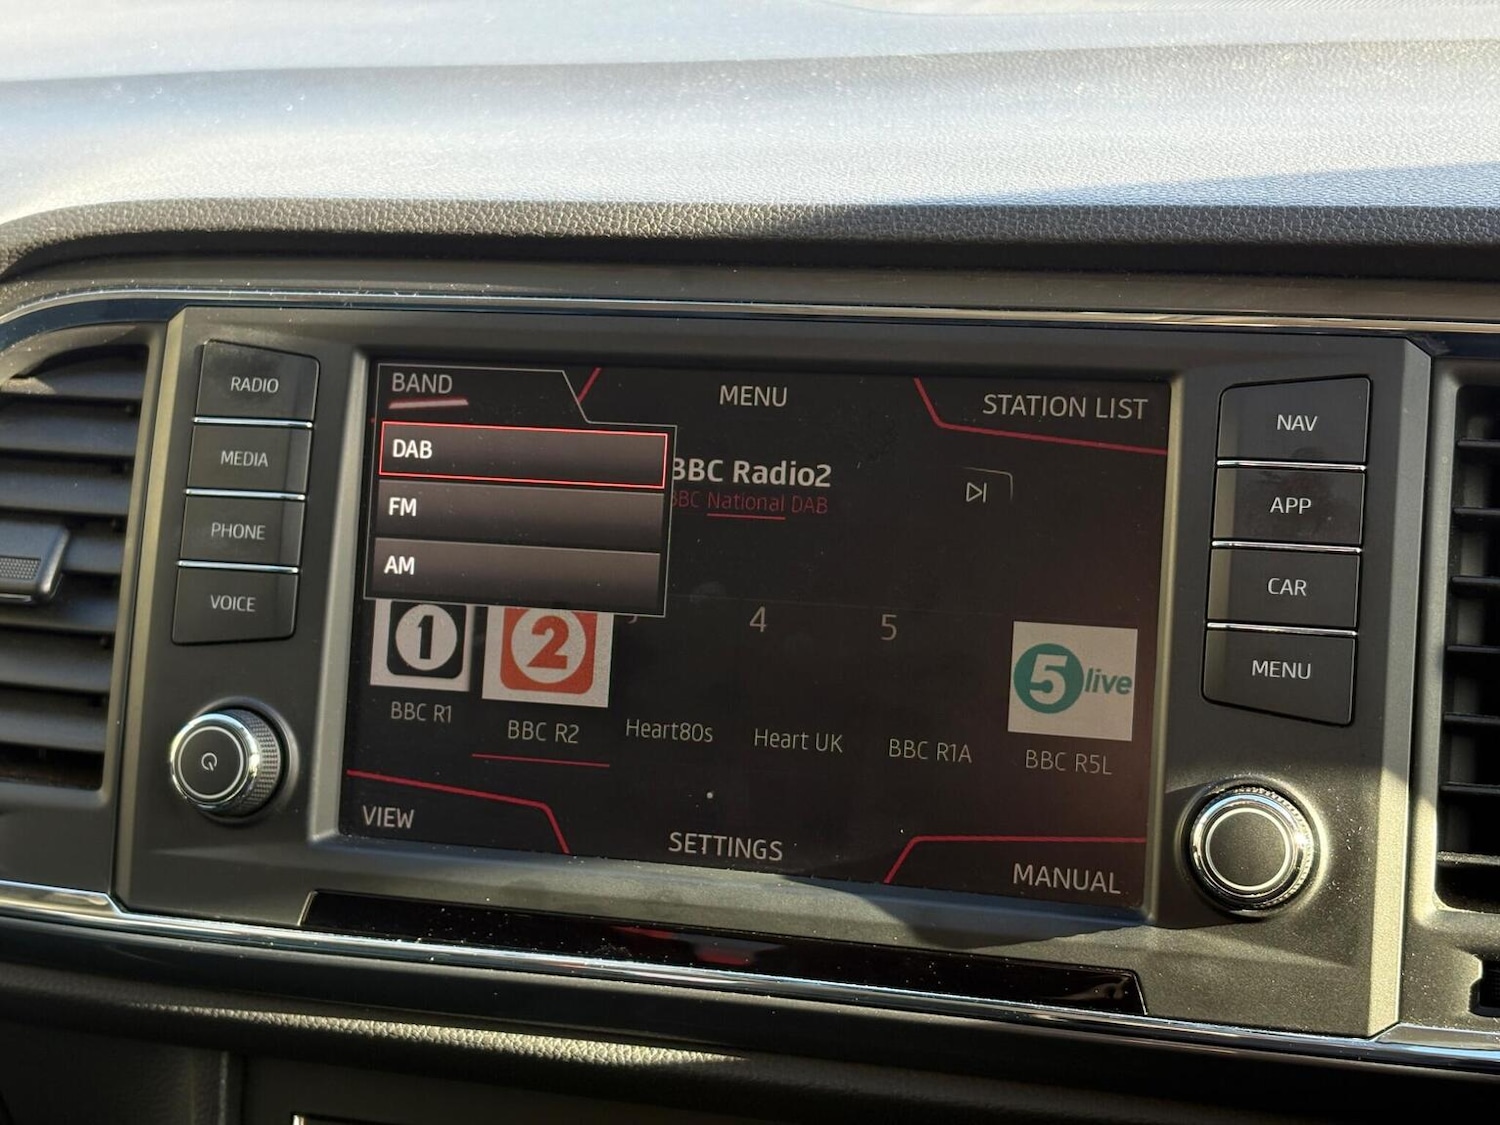 RADIO
MEDIA
PHONE
VOICE
BAND
MENU
STATION LIST
DAB
FM
AM
BBC Radio2
BBC National DAB
1
2
4
5
5live
BBC R1
BBC R2
Heart80s
Heart UK
BBC R1A
BBC R5L
VIEW
SETTINGS
MANUAL
NAV
APP
CAR
MENU